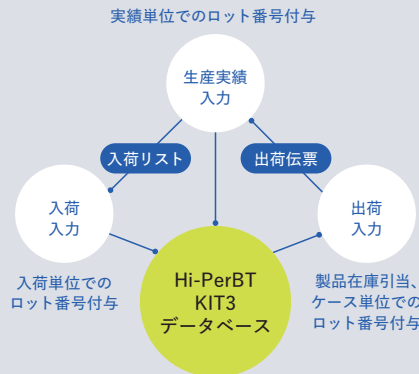 実績単位でのロット番号付与
生産実績
入力
入荷リスト
出荷伝票
入荷
入力
出荷
入力
入荷単位での
ロット番号付与
Hi-PerBT
KIT3
データベース
製品在庫引当、
ケース単位での
ロット番号付与